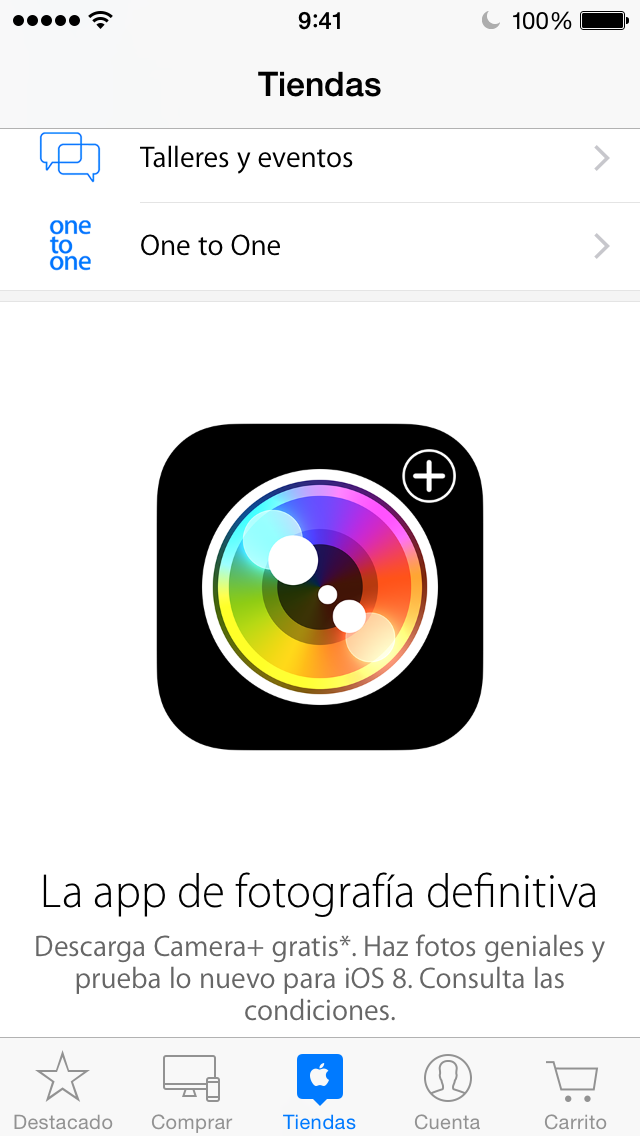 9:41
100%
Tiendas
Talleres y eventos
one
to
one
One to One
La app de fotografía definitiva
Descarga Camera+ gratis*. Haz fotos geniales y
prueba lo nuevo para iOS 8. Consulta las
condiciones.
Destacado
Comprar
Tiendas
Cuenta
Carrito